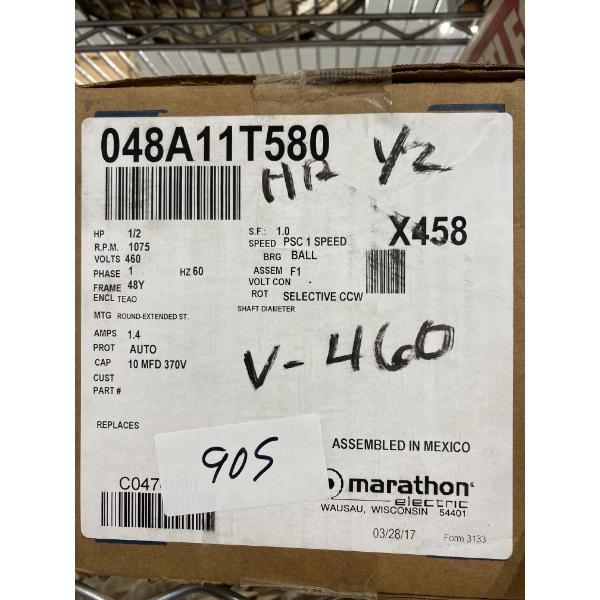 048A11T580
HP 1/2
X458
HP 1/2
R.P.M. 1075
VOLTS 460
PHASE 1 HZ 60
FRAME 48Y
ENCL TEAO
S.F.: 1.0
SPEED PSC 1 SPEED
BRG BALL
ASSEM F1
VOLT CON -
ROT SELECTIVE CCW
MTG ROUND-EXTENDED ST.
SHAFT DIAMETER
AMPS 1.4
PROT AUTO
CAP 10 MFD 370V
CUST
PART #
V-460
REPLACES
905
ASSEMBLED IN MEXICO
marathon
electric
WAUSAU, WISCONSIN 54401
03/28/17 Form 3133